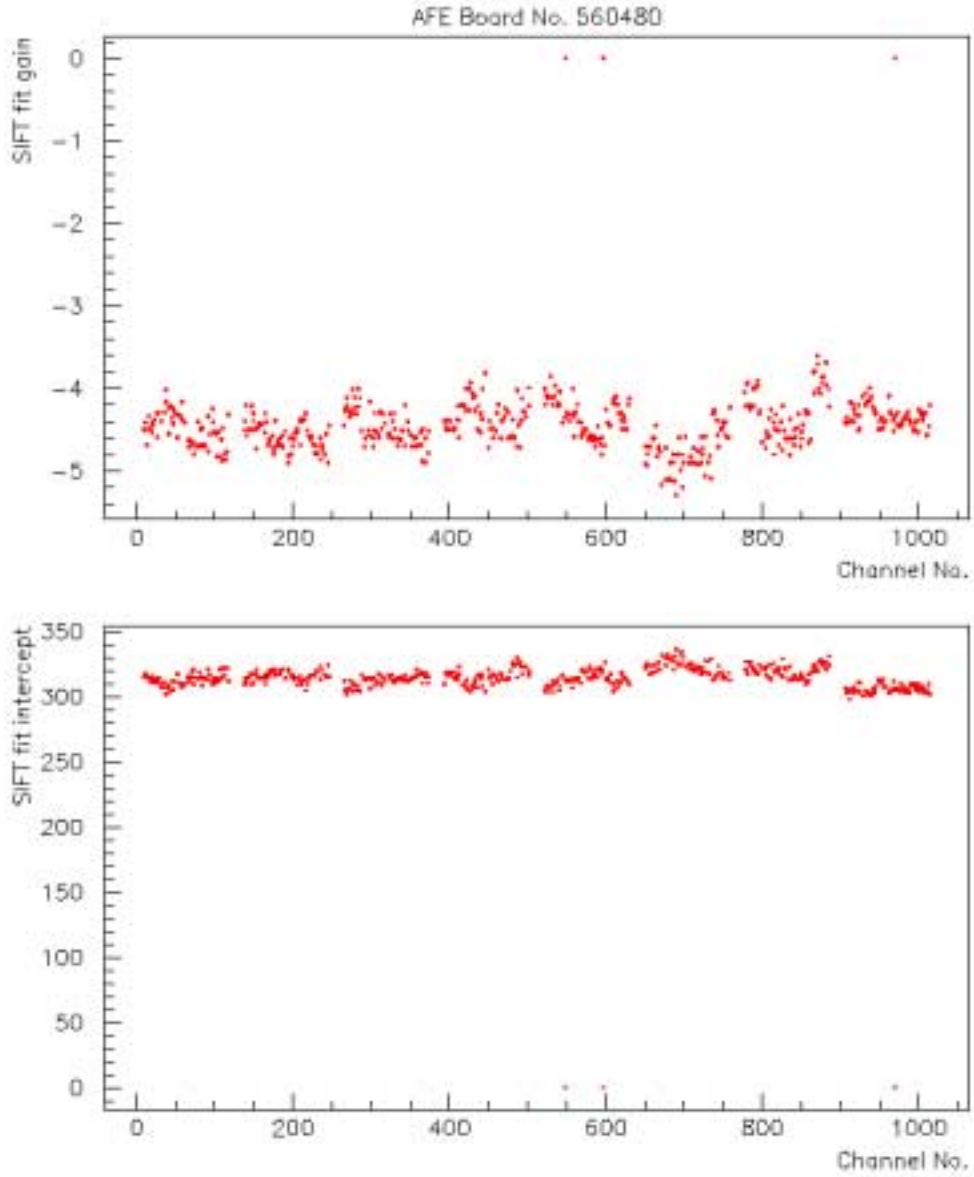 AFE Board No. 560480
SIFT fit gain
0
-1
-2
-3
-4
-5
0 200 400 600 800 1000
Channel No.
SIFT fit intercept
350
300
250
200
150
100
50
0
0 200 400 600 800 1000
Channel No.